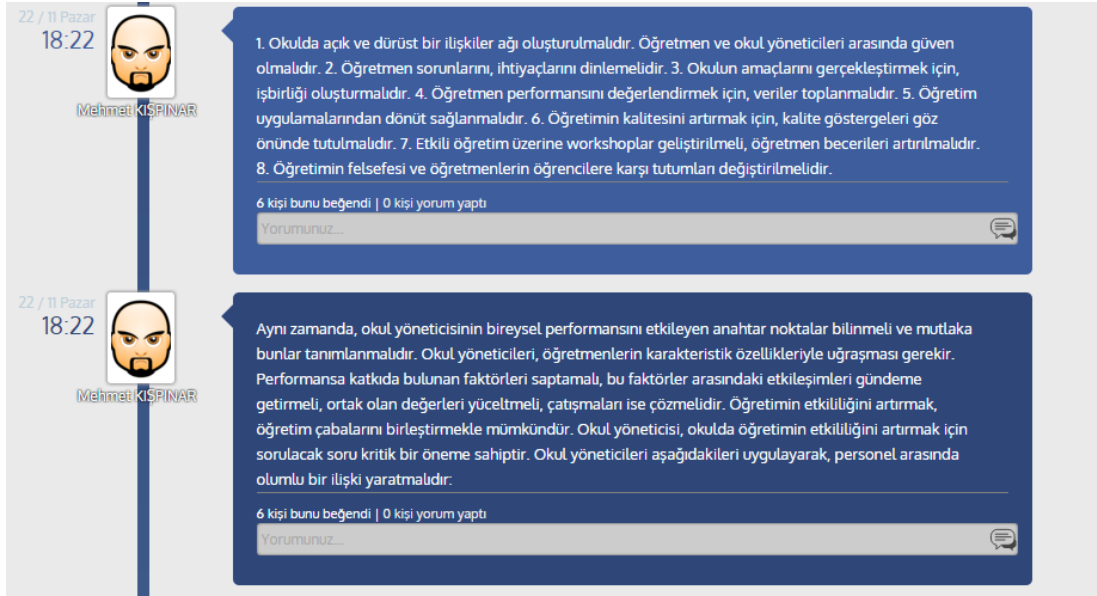 22 / 11 Pazar
18:22
Mehmet KIŞPINAR
1. Okulda açık ve dürüst bir ilişkiler ağı oluşturulmalıdır. Öğretmen ve okul yöneticileri arasında güven
olmalıdır. 2. Öğretmen sorunlarını, ihtiyaçlarını dinlemelidir. 3. Okulun amaçlarını gerçekleştirmek için,
işbirliği oluşturmalıdır. 4. Öğretmen performansını değerlendirmek için, veriler toplanmalıdır. 5. Öğretim
uygulamalarından dönüt sağlanmalıdır. 6. Öğretimin kalitesini artırmak için, kalite göstergeleri göz
önünde tutulmalıdır. 7. Etkili öğretim üzerine workshoplar geliştirilmeli, öğretmen becerileri artırılmalıdır.
8. Öğretimin felsefesi ve öğretmenlerin öğrencilere karşı tutumları değiştirilmelidir.
6 kişi bunu beğendi | 0 kişi yorum yaptı
Yorumunuz...
22 / 11 Pazar
18:22
Mehmet KIŞPINAR
Aynı zamanda, okul yöneticisinin bireysel performansını etkileyen anahtar noktalar bilinmeli ve mutlaka
bunlar tanımlanmalıdır. Okul yöneticileri, öğretmenlerin karakteristik özellikleriyle uğraşması gerekir.
Performansa katkıda bulunan faktörleri saptamalı, bu faktörler arasındaki etkileşimleri gündeme
getirmeli, ortak olan değerleri yüceltmeli, çatışmaları ise çözmelidir. Öğretimin etkililiğini artırmak,
öğretim çabalarını birleştirmekle mümkündür. Okul yöneticisi, okulda öğretimin etkililiğini artırmak için
sorulacak soru kritik bir öneme sahiptir. Okul yöneticileri aşağıdakileri uygulayarak, personel arasında
olumlu bir ilişki yaratmalıdır:
6 kişi bunu beğendi | 0 kişi yorum yaptı
Yorumunuz...